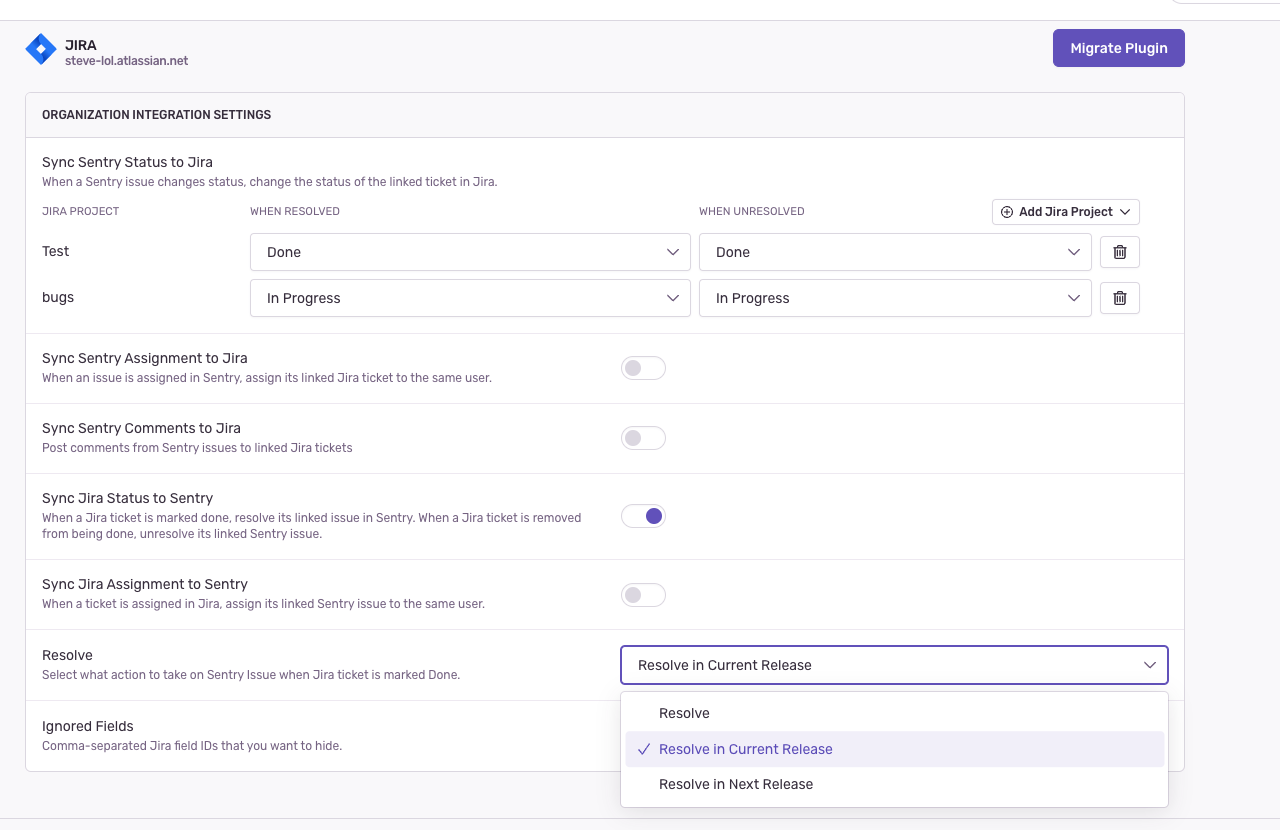 JIRA
steve-lol.atlassian.net
Migrate Plugin
ORGANIZATION INTEGRATION SETTINGS
Sync Sentry Status to Jira
When a Sentry issue changes status, change the status of the linked ticket in Jira.
JIRA PROJECT WHEN RESOLVED WHEN UNRESOLVED Add Jira Project
Test Done Done
bugs In Progress In Progress
Sync Sentry Assignment to Jira
When an issue is assigned in Sentry, assign its linked Jira ticket to the same user.
Sync Sentry Comments to Jira
Post comments from Sentry issues to linked Jira tickets
Sync Jira Status to Sentry
When a Jira ticket is marked done, resolve its linked issue in Sentry. When a Jira ticket is removed
from being done, unresolve its linked Sentry issue.
Sync Jira Assignment to Sentry
When a ticket is assigned in Jira, assign its linked Sentry issue to the same user.
Resolve
Select what action to take on Sentry Issue when Jira ticket is marked Done.
Resolve in Current Release
Resolve
Resolve in Current Release
Resolve in Next Release
Ignored Fields
Comma-separated Jira field IDs that you want to hide.